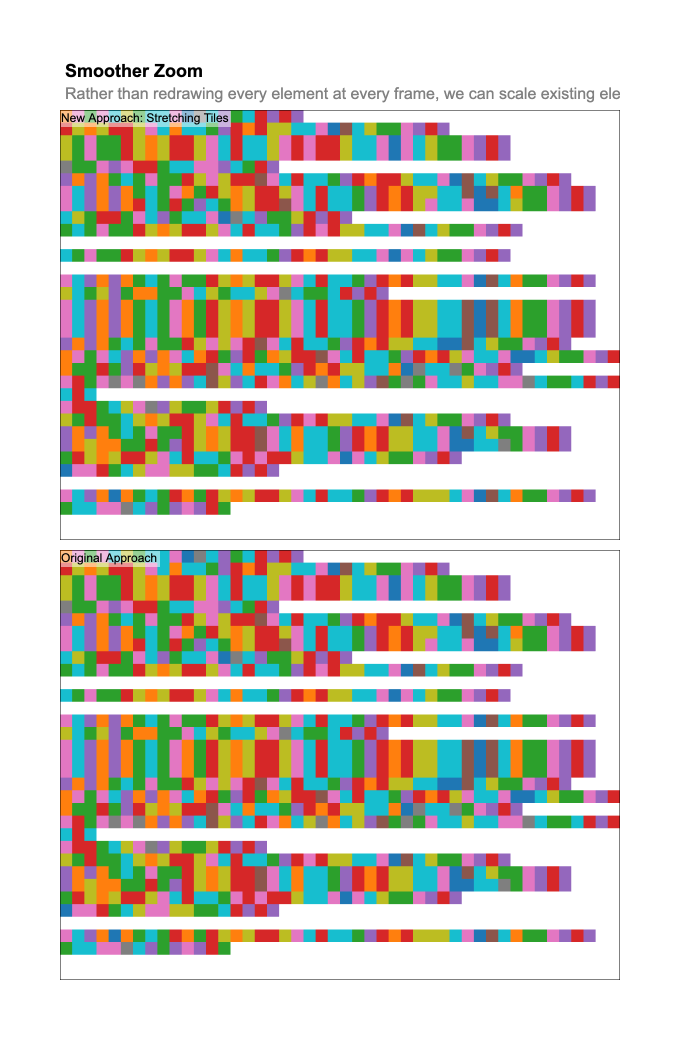 Smoother Zoom
Rather than redrawing every element at every frame, we can scale existing ele
New Approach: Stretching Tiles
Original Approach